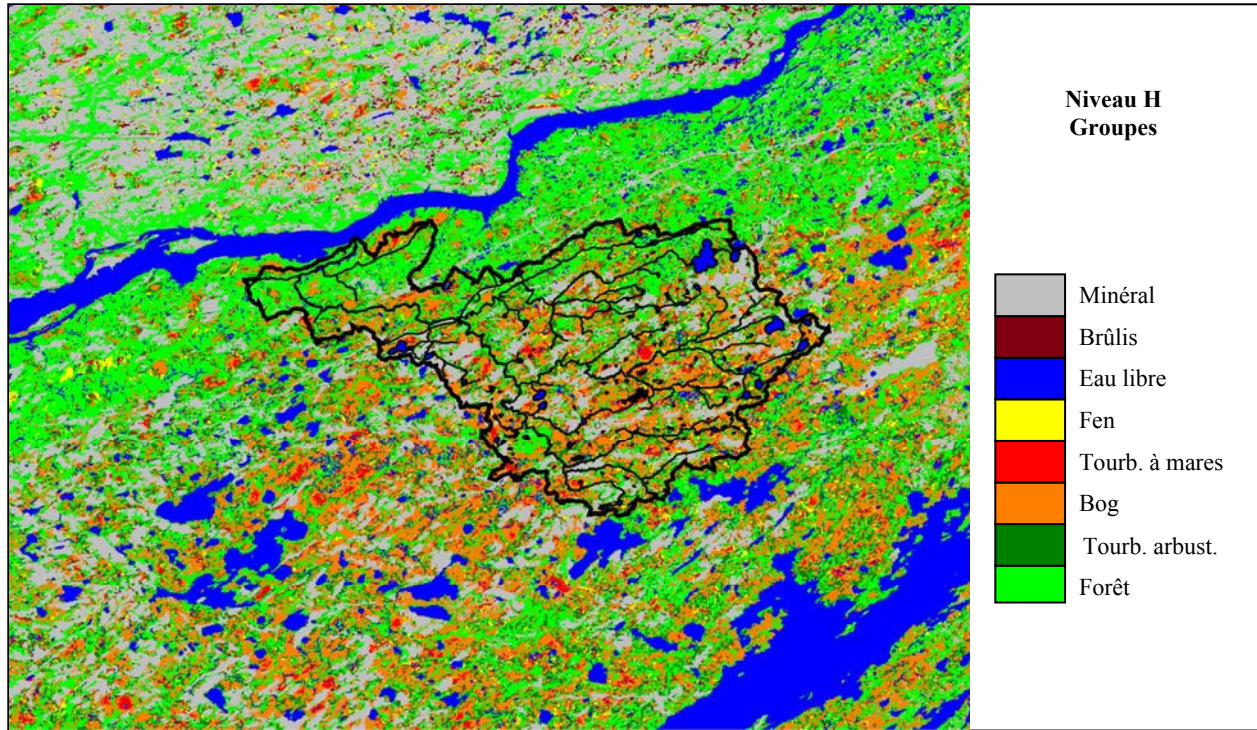 Niveau H
Groupes
Minéral
Brûlis
Eau libre
Fen
Tourb. à mares
Bog
Tourb. arbust.
Forêt